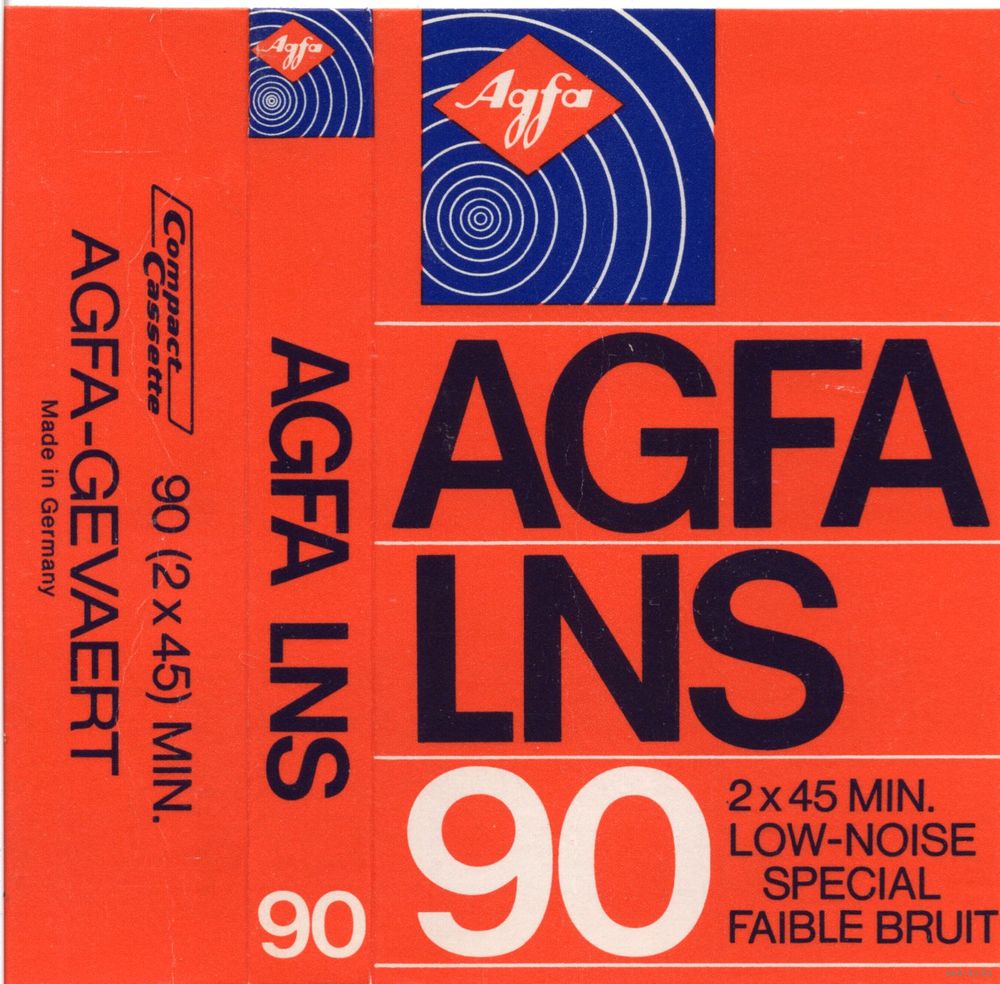 Agfa
Compact
Cassette
90 (2 x 45) MIN.
AGFA-GEVAERT
Made in Germany
Agfa
AGFA LNS
90
AGFA
LNS
90
2 x 45 MIN.
LOW-NOISE
SPECIAL
FAIBLE BRUIT